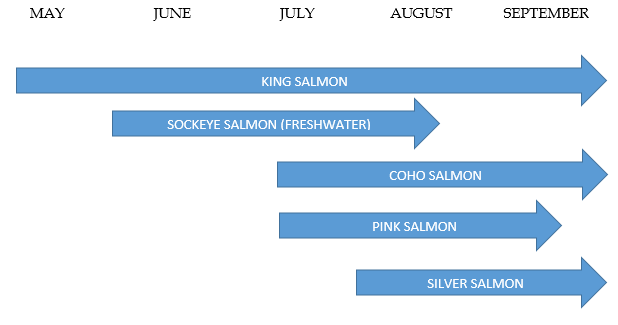 MAY JUNE JULY AUGUST SEPTEMBER
KING SALMON
SOCKEYE SALMON (FRESHWATER)
COHO SALMON
PINK SALMON
SILVER SALMON